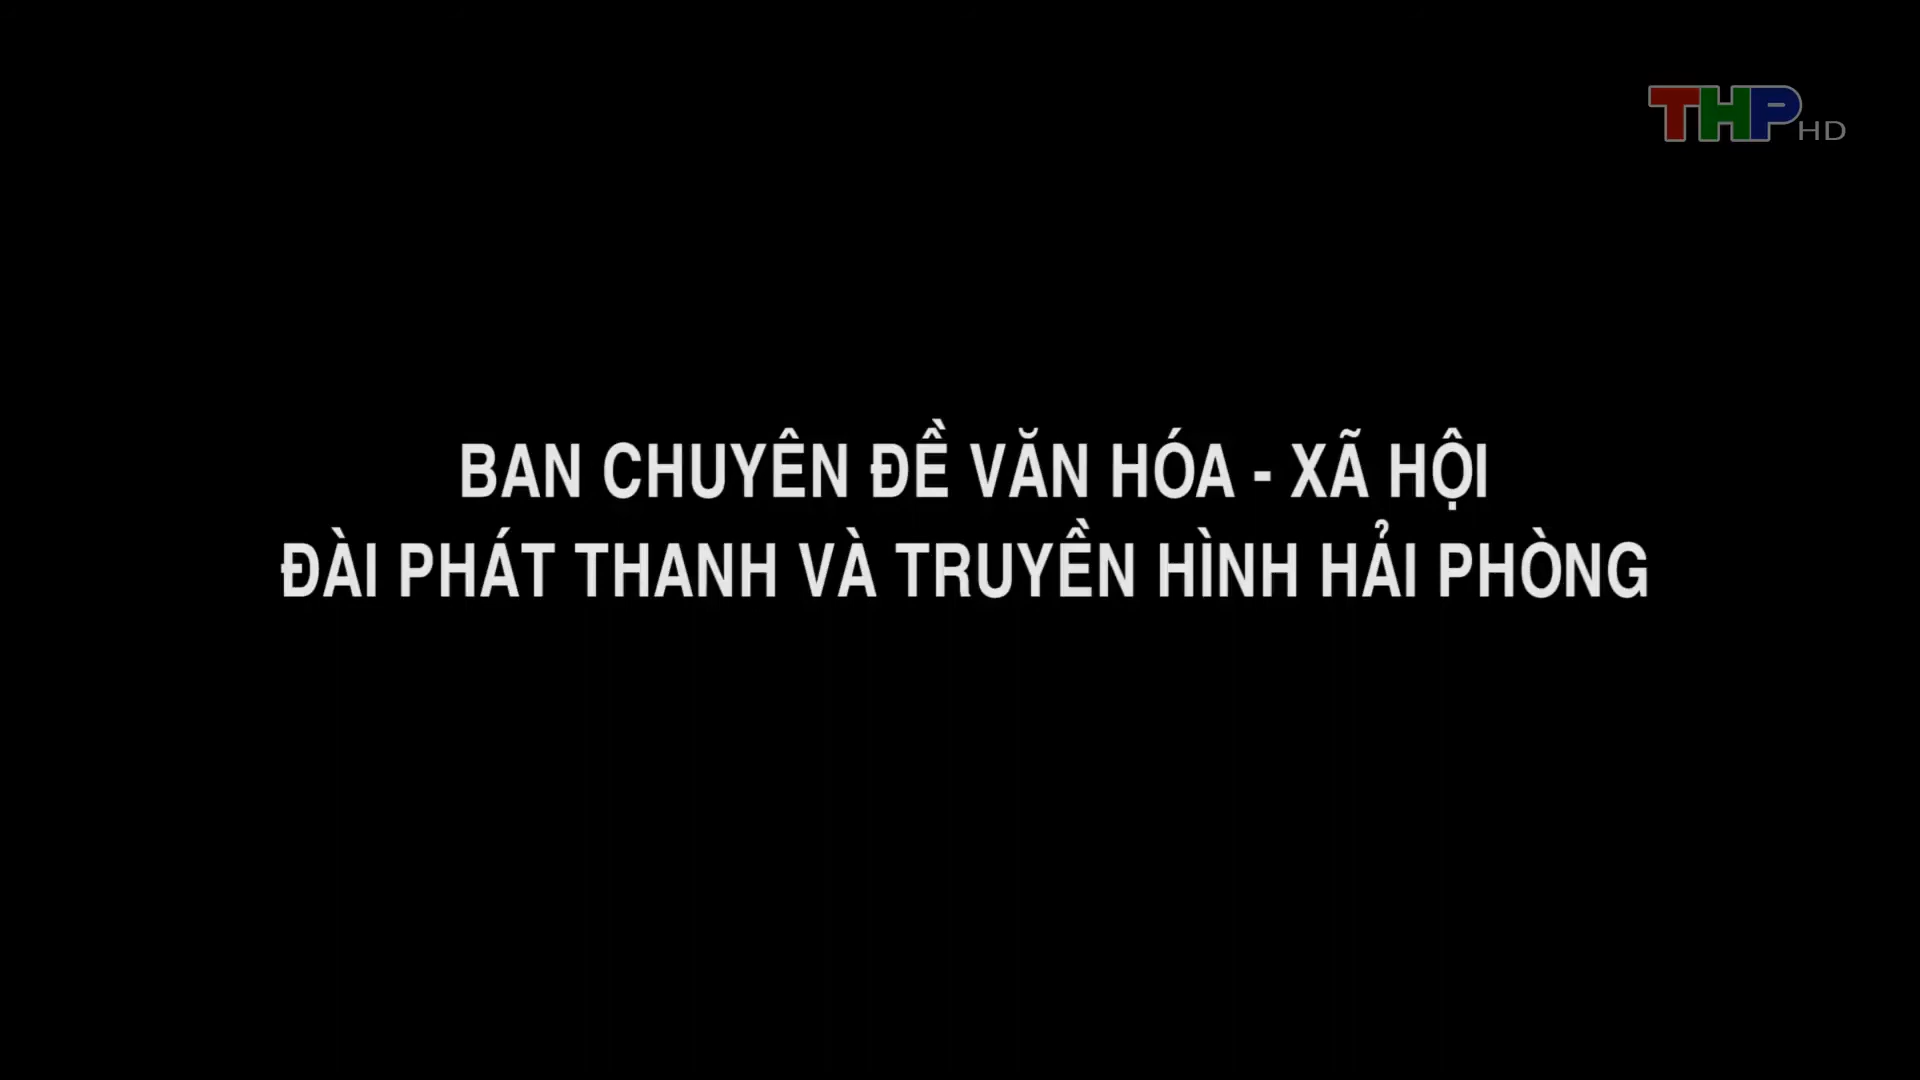 THP HD
BAN CHUYÊN ĐỀ VĂN HÓA - XÃ HỘI
ĐÀI PHÁT THANH VÀ TRUYỀN HÌNH HẢI PHÒNG